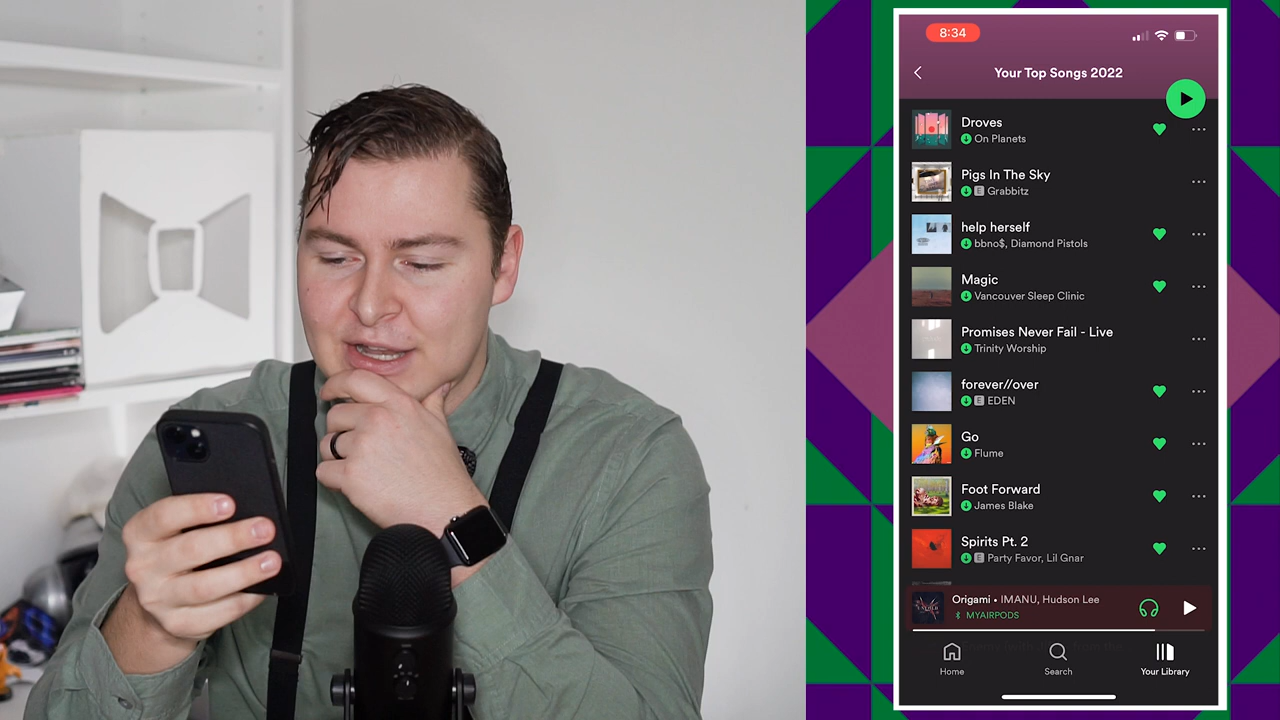 8:34
Your Top Songs 2022
Droves
On Planets
Pigs In The Sky
E Grabbitz
help herself
bbno$, Diamond Pistols
Magic
Vancouver Sleep Clinic
Promises Never Fail - Live
Trinity Worship
forever//over
E EDEN
Go
Flume
Foot Forward
James Blake
Spirits Pt. 2
E Party Favor, Lil Gnar
Origami • IMANU, Hudson Lee
MYAIRPODS
Home
Search
Your Library